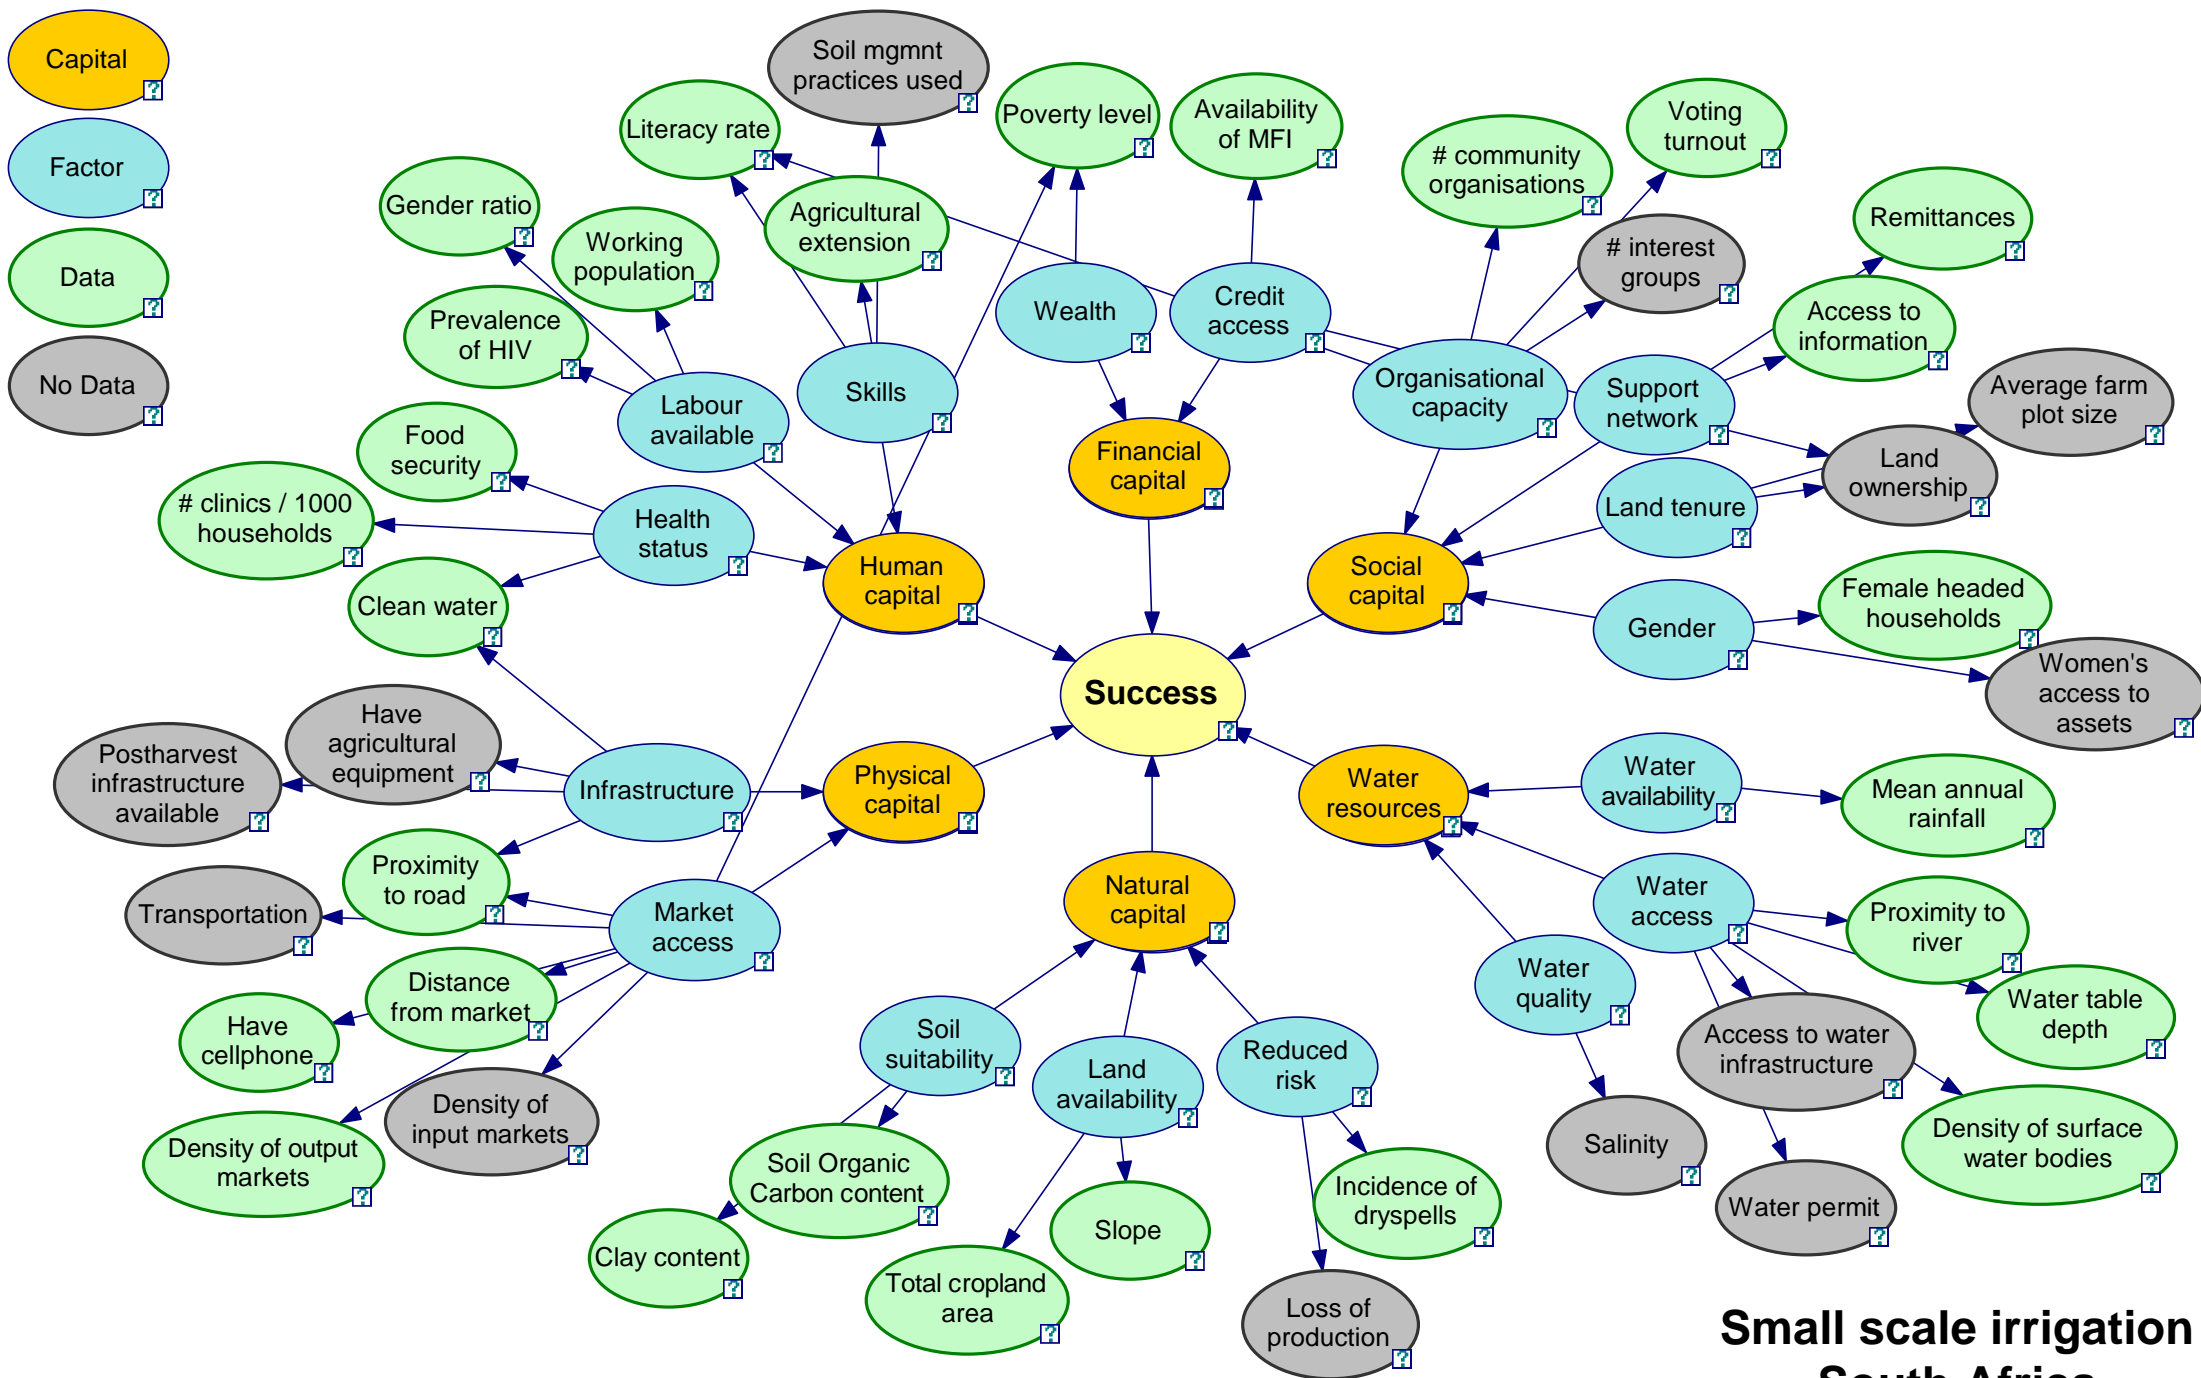 Capital
Factor
Data
No Data
Soil mgmnt
practices used
Literacy rate
Poverty level
Availability
of MFI
Voting
turnout
# community
organisations
Gender ratio
Working
population
Agricultural
extension
Remittances
# interest
groups
Prevalence
of HIV
Wealth
Credit
access
Access to
information
Labour
available
Skills
Organisational
capacity
Support
network
Average farm
plot size
Food
security
Financial
capital
Land
ownership
# clinics / 1000
households
Health
status
Land tenure
Clean water
Human
capital
Social
capital
Gender
Female headed
households
Success
Women's
access to
assets
Have
agricultural
equipment
Postharvest
infrastructure
available
Infrastructure
Physical
capital
Water
resources
Water
availability
Mean annual
rainfall
Proximity
to road
Transportation
Market
access
Natural
capital
Water
access
Proximity to
river
Distance
from market
Have
cellphone
Soil
suitability
Land
availability
Reduced
risk
Water
quality
Access to water
infrastructure
Water table
depth
Density of
input markets
Density of output
markets
Soil Organic
Carbon content
Clay content
Total cropland
area
Slope
Incidence of
dryspells
Loss of
production
Salinity
Water permit
Density of surface
water bodies
Small scale irrigation
South Africa